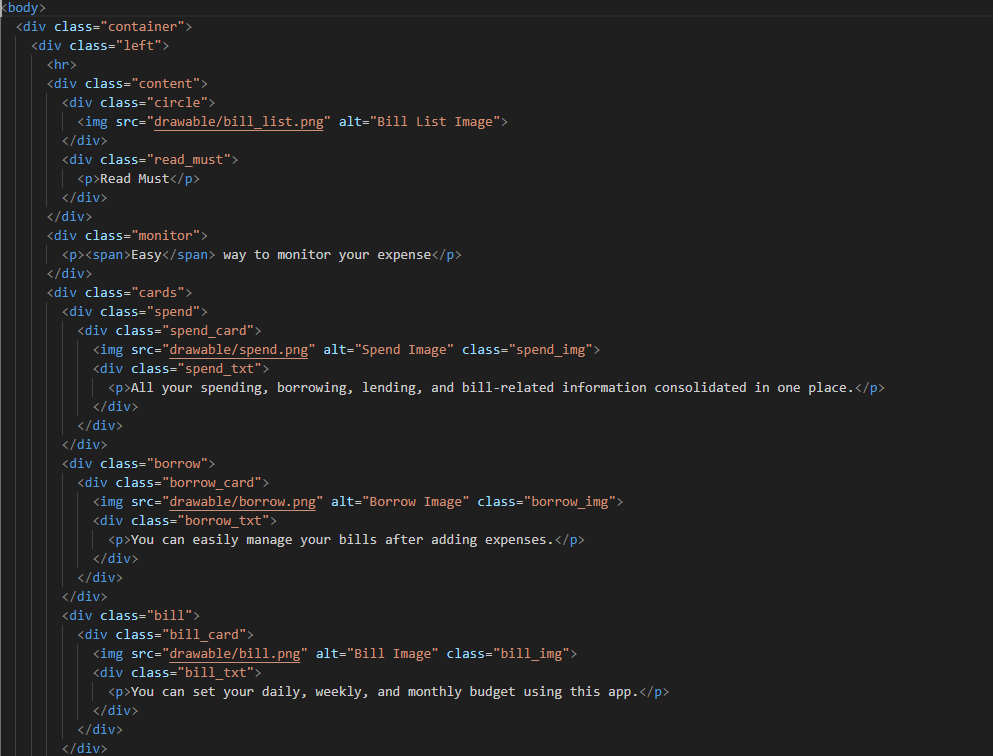 <body>
<div class="container">
<div class="left">
<hr>
<div class="content">
<div class="circle">
<img src="drawable/bill_list.png" alt="Bill List Image">
</div>
<div class="read_must">
<p>Read Must</p>
</div>
</div>
<div class="monitor">
<p><span>Easy</span> way to monitor your expense</p>
</div>
<div class="cards">
<div class="spend">
<div class="spend_card">
<img src="drawable/spend.png" alt="Spend Image" class="spend_img">
<div class="spend_txt">
<p>All your spending, borrowing, lending, and bill-related information consolidated in one place.</p>
</div>
</div>
</div>
<div class="borrow">
<div class="borrow_card">
<img src="drawable/borrow.png" alt="Borrow Image" class="borrow_img">
<div class="borrow_txt">
<p>You can easily manage your bills after adding expenses.</p>
</div>
</div>
</div>
<div class="bill">
<div class="bill_card">
<img src="drawable/bill.png" alt="Bill Image" class="bill_img">
<div class="bill_txt">
<p>You can set your daily, weekly, and monthly budget using this app.</p>
</div>
</div>
</div>